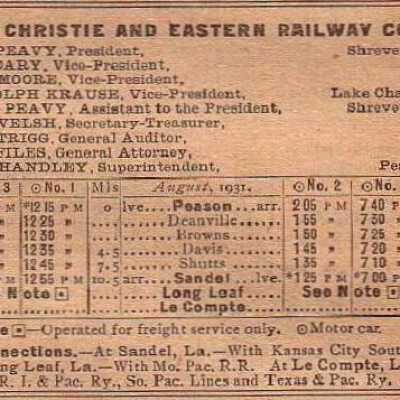 CHRISTIE AND EASTERN RAILWAY CO
PEAVY, President, Shreve
ARY, Vice-President,
MOORE, Vice-President,
OLPH KRAUSE, Vice-President, Lake Cha
PEAVY, Assistant to the President, Shreve
WELSH, Secretary-Treasurer,
TRIGG, General Auditor,
FILES, General Attorney,
HANDLEY, Superintendent, Pe
3 ⊙No. 1 Mls August, 1931. ⊙No. 2 ⊙No.
M *12 15 P M 0 lve....Peason...arr. 2 05 P M 7 40 P
" 12 25 " ....Deanville.... 1 55 " 7 30
" 12 30 " ....Browns.... 1 50 " 7 25
" 12 35 " 4.5 ....Davis.... 1 45 " 7 20
" 12 45 " 7.5 ....Shutts.... 1 35 " 7 10
M 12 55 P M 10.5 arr....Sandel...lve. *1 25 P M *7 00 P
Note ⊡ ....Long Leaf.... See Note ⊡
....Le Compte....
e ⊡—Operated for freight service only. ⊙Motor car.
nnections.—At Sandel, La.—With Kansas City Sout
ng Leaf, La.—With Mo. Pac. R.R. At Le Compte, L
R. I. & Pac. Ry., So. Pac. Lines and Texas & Pac. Ry.